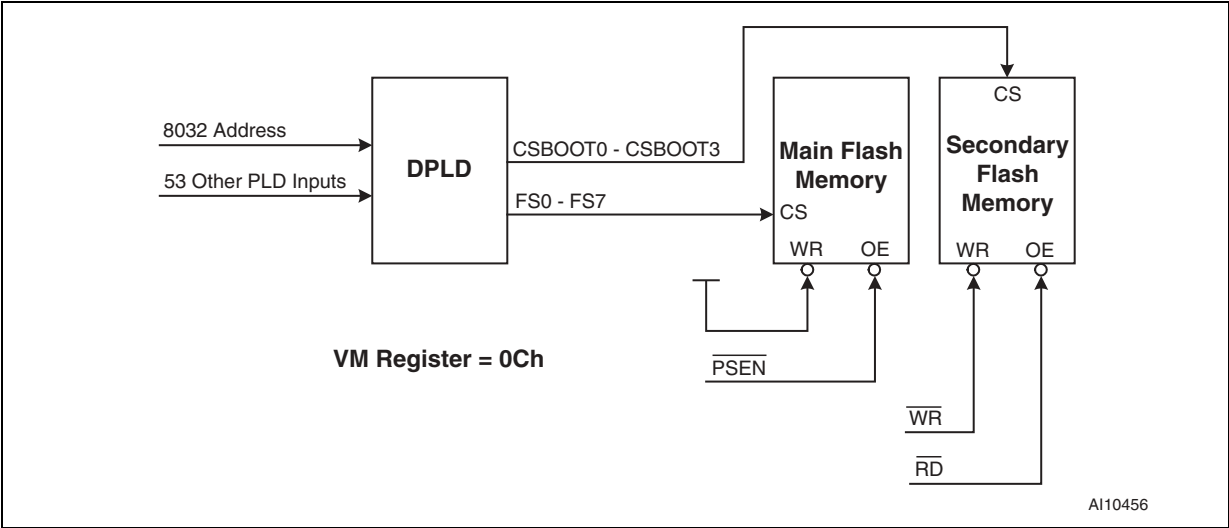 8032 Address
53 Other PLD Inputs
DPLD
CSBOOT0 - CSBOOT3
FS0 - FS7
Main Flash
Memory
CS
WR
OE
CS
Secondary
Flash
Memory
WR
OE
VM Register = 0Ch
PSEN
WR
RD
AI10456